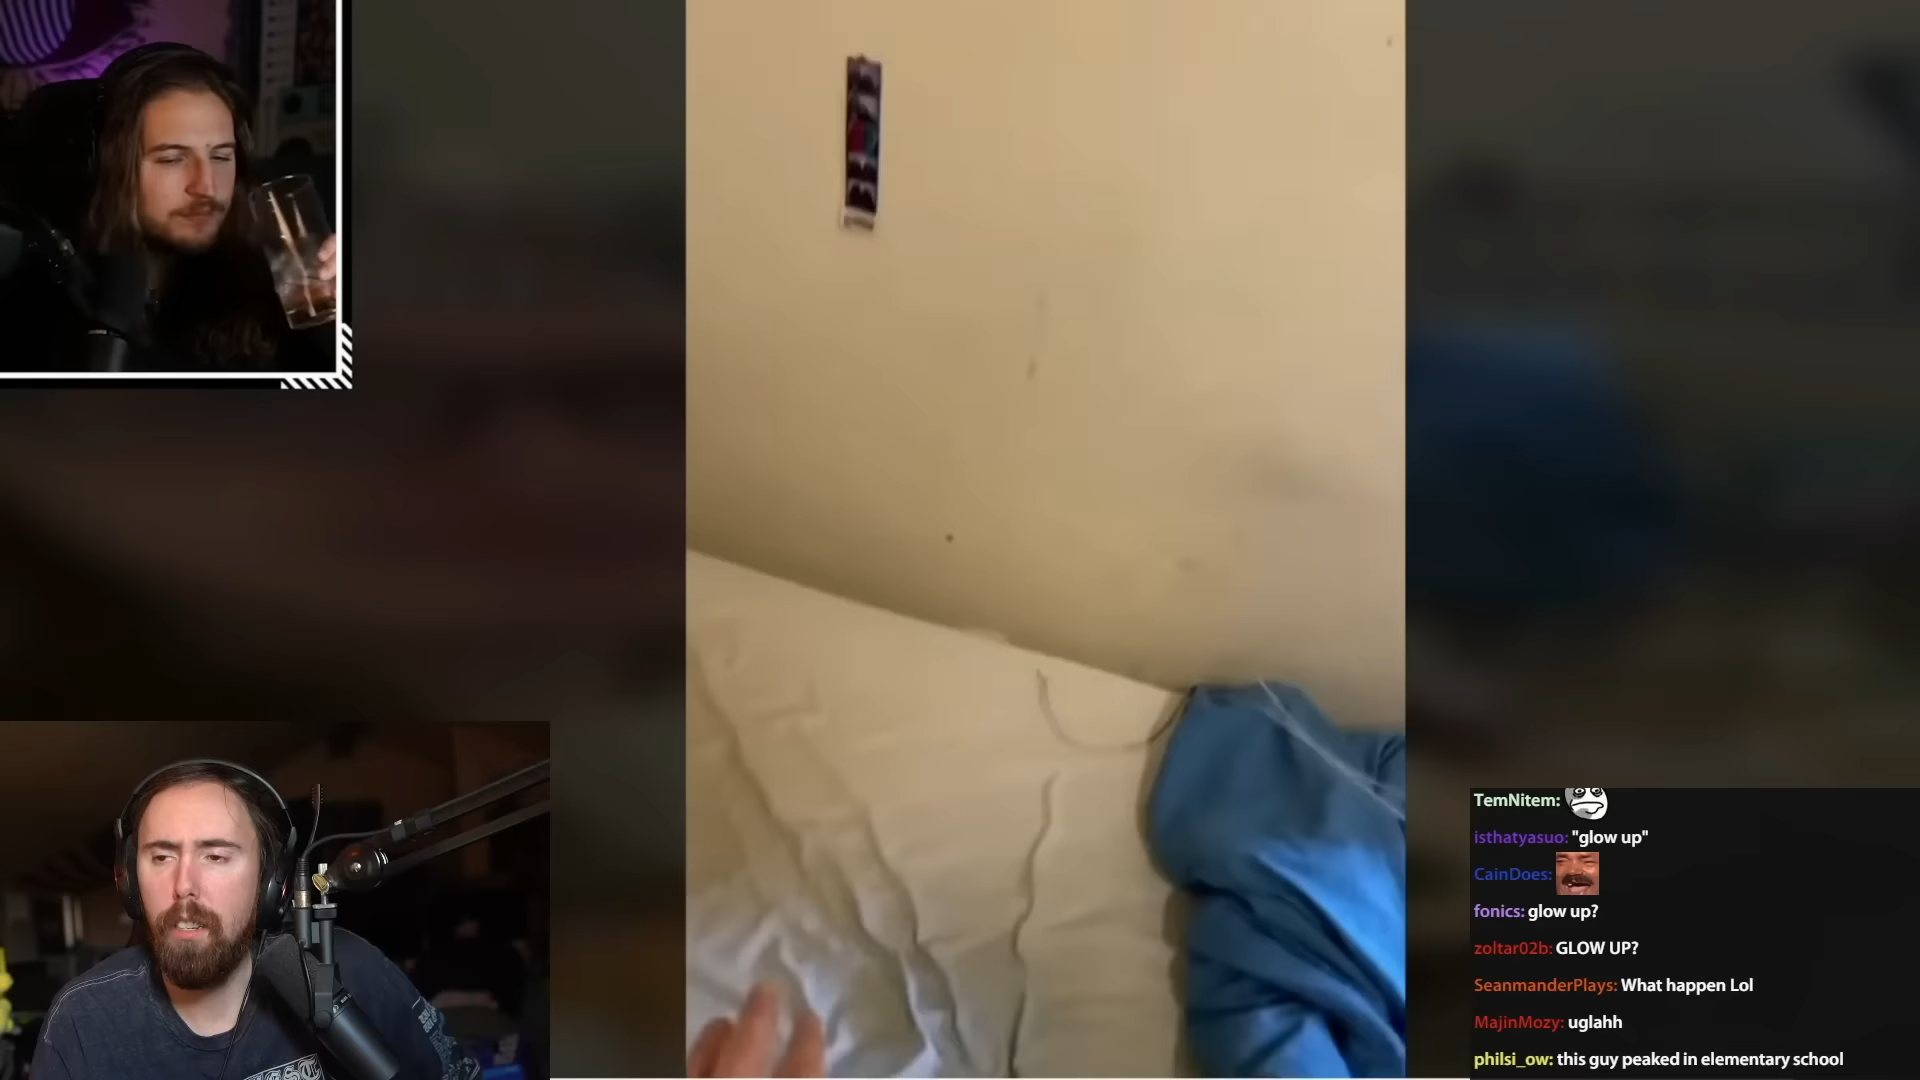 TemNitem:
isthatyasuo: "glow up"
CainDoes:
fonics: glow up?
zoltar02b: GLOW UP?
SeanmanderPlays: What happen Lol
MajinMozy: uglahh
philsi_ow: this guy peaked in elementary school